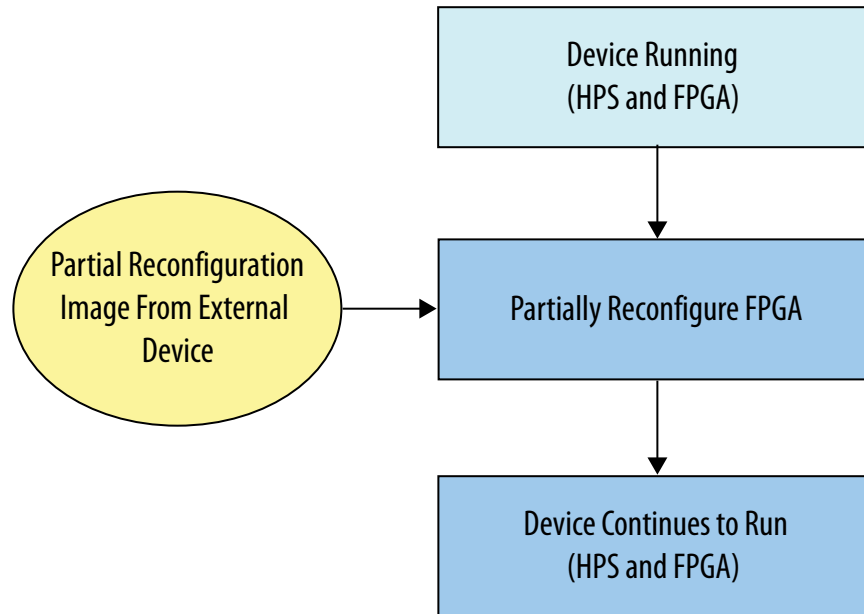 Device Running
(HPS and FPGA)
Partial Reconfiguration
Image From External
Device
Partially Reconfigure FPGA
Device Continues to Run
(HPS and FPGA)